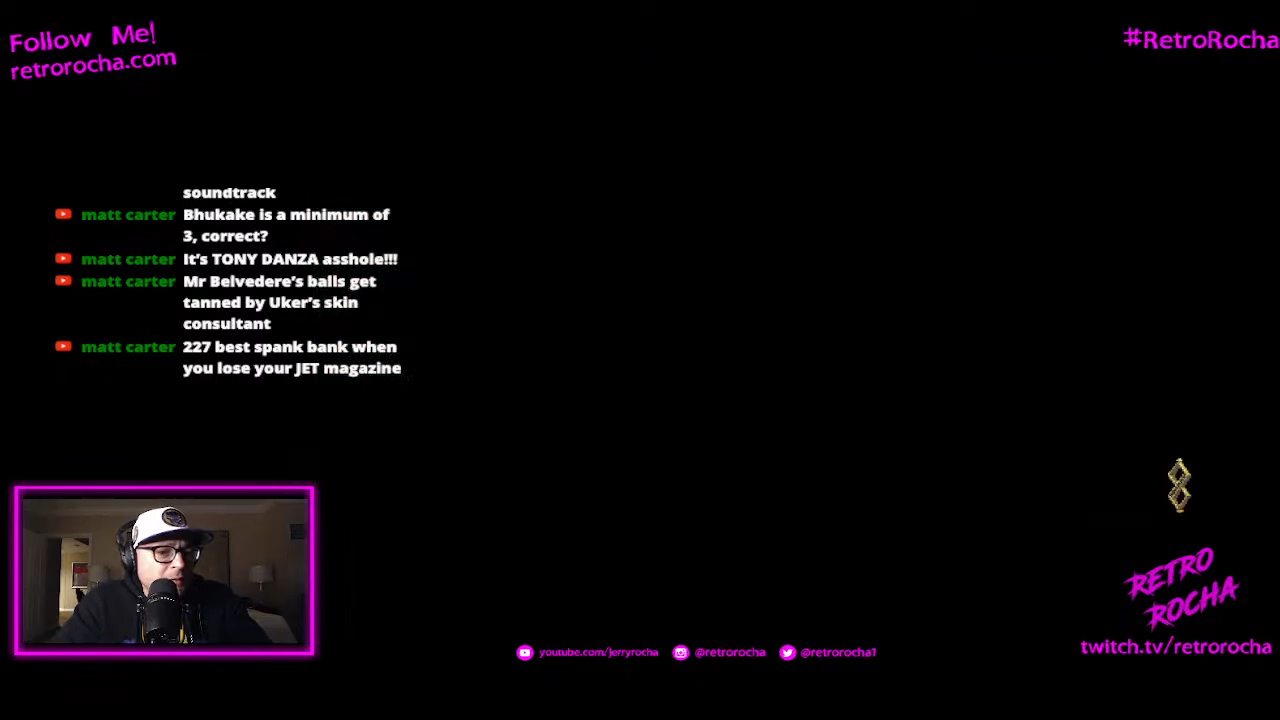 Follow Me!
retrorocha.com
#RetroRocha
soundtrack
matt carter Bhukake is a minimum of
3, correct?
matt carter It's TONY DANZA asshole!!!
matt carter Mr Belvedere's balls get
tanned by Uker's skin
consultant
matt carter 227 best spank bank when
you lose your JET magazine
8
RETRO
ROCHA
twitch.tv/retrorocha
youtube.com/jerryrocha @retrorocha @retrorocha1